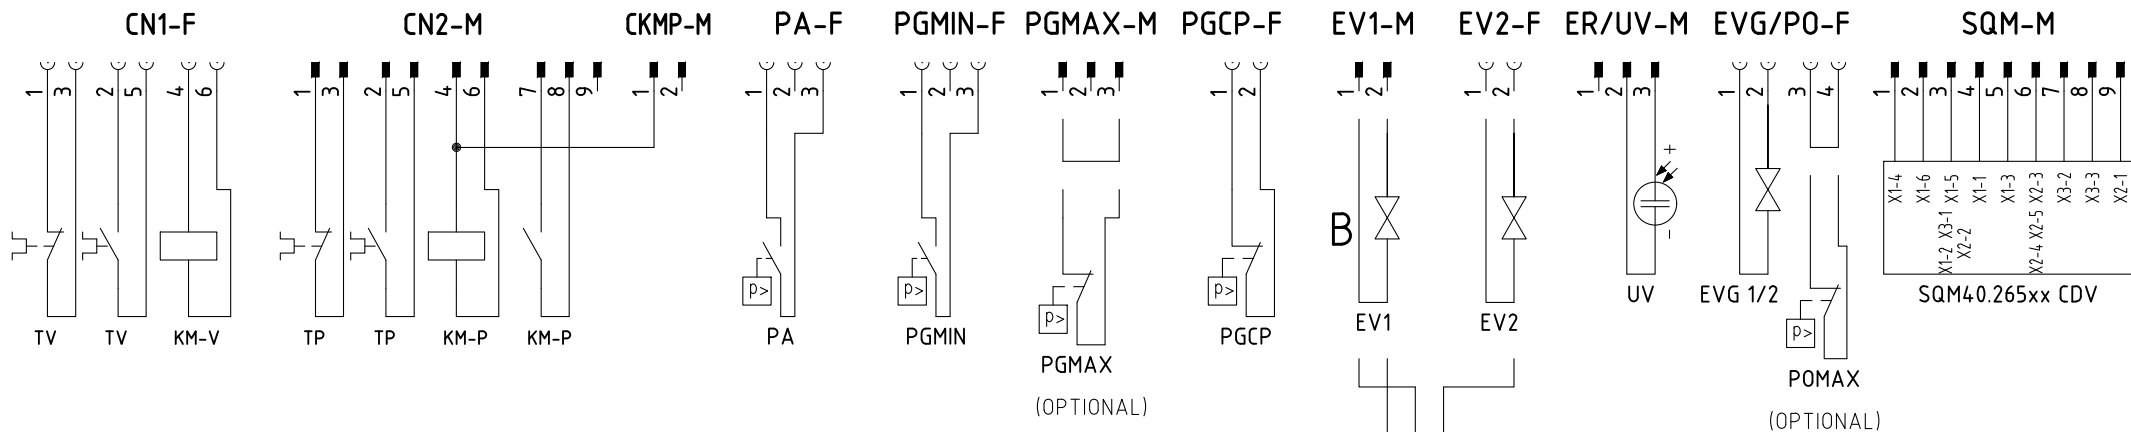 CN1-F CN2-M CKMP-M PA-F PGMIN-F PGMAX-M PGCP-F EV1-M EV2-F ER/UV-M EVG/PO-F SQM-M
1 3 2 5 4 6 1 3 2 5 4 6 7 8 9 1 2 1 2 3 1 2 3 1 2 3 1 2 1 2 1 2 1 2 3 1 2 3 4 1 2 3 4 5 6 7 8 9
+
X1-4 X1-6 X1-5 X1-1 X1-3 X2-3 X3-2 X3-3 X2-1
B
-
X1-2 X3-1 X2-2 X2-4 X2-5
p> p> p>
UV EVG 1/2 SQM40.265xx CDV
p> EV1 EV2 p>
TV TV KM-V TP TP KM-P KM-P PA PGMIN PGCP
PGMAX POMAX
(OPTIONAL)
(OPTIONAL)